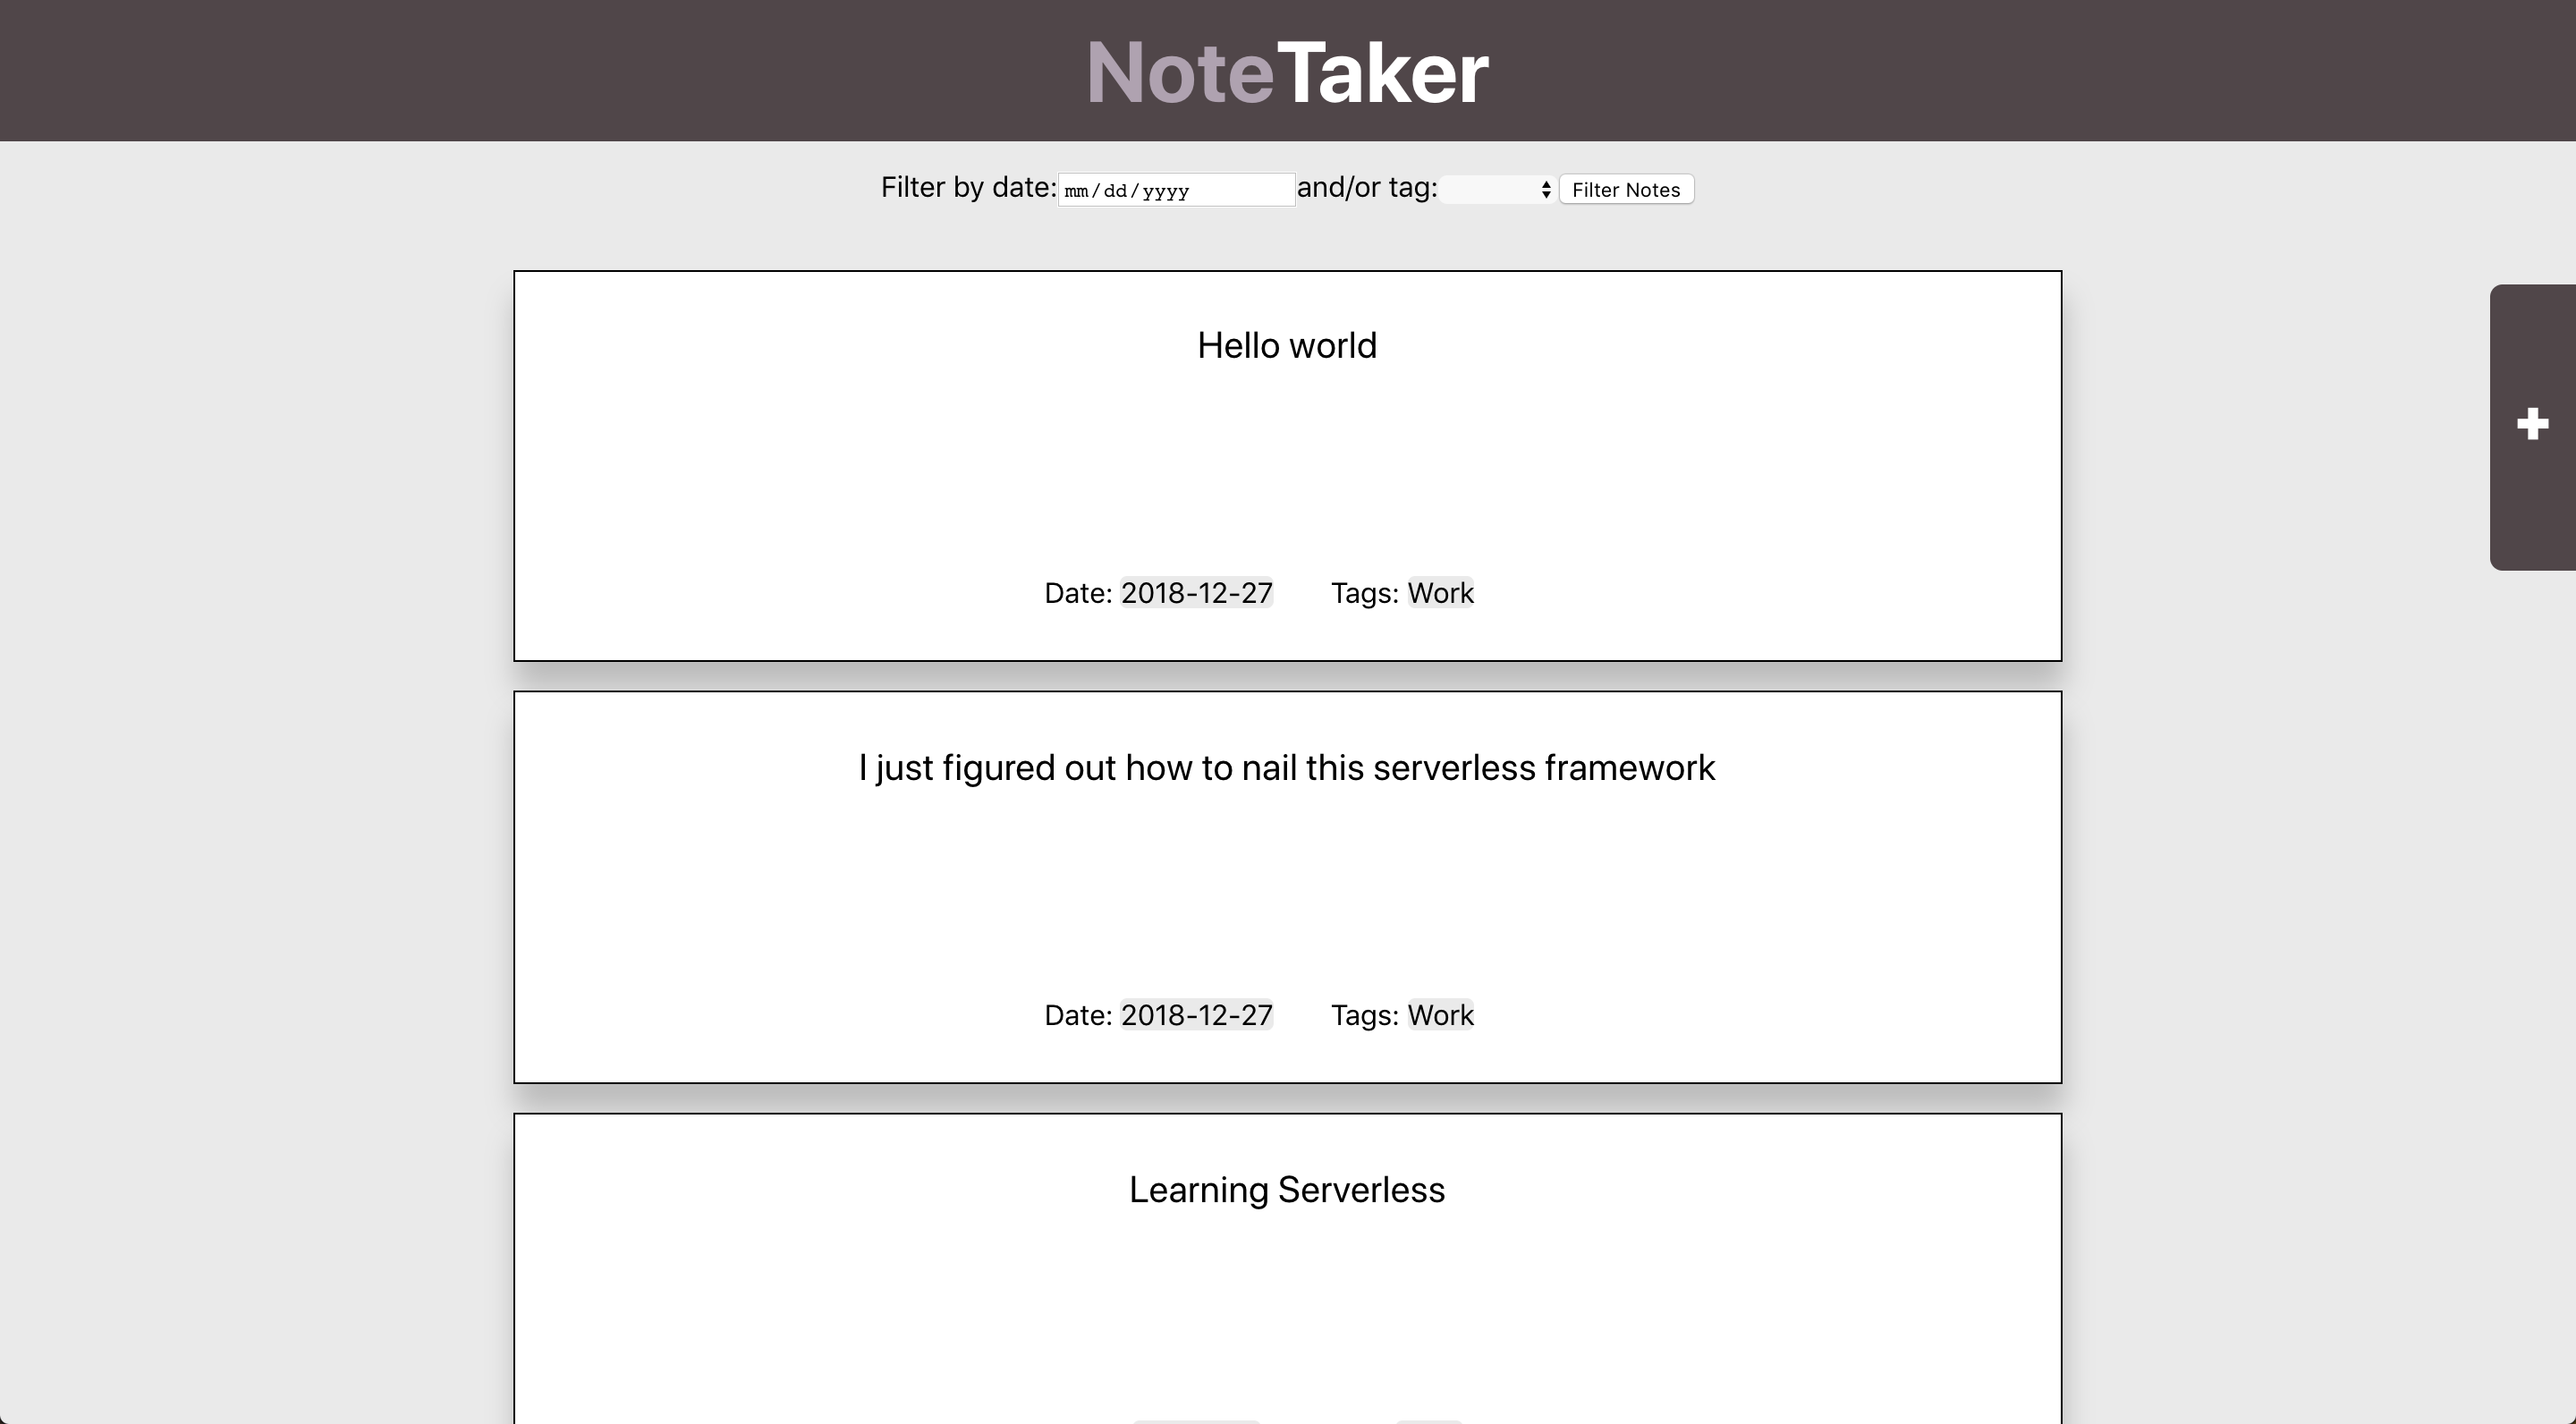 NoteTaker
Filter by date: mm/dd/yyyy and/or tag: Filter Notes
Hello world
Date: 2018-12-27 Tags: Work
I just figured out how to nail this serverless framework
Date: 2018-12-27 Tags: Work
Learning Serverless